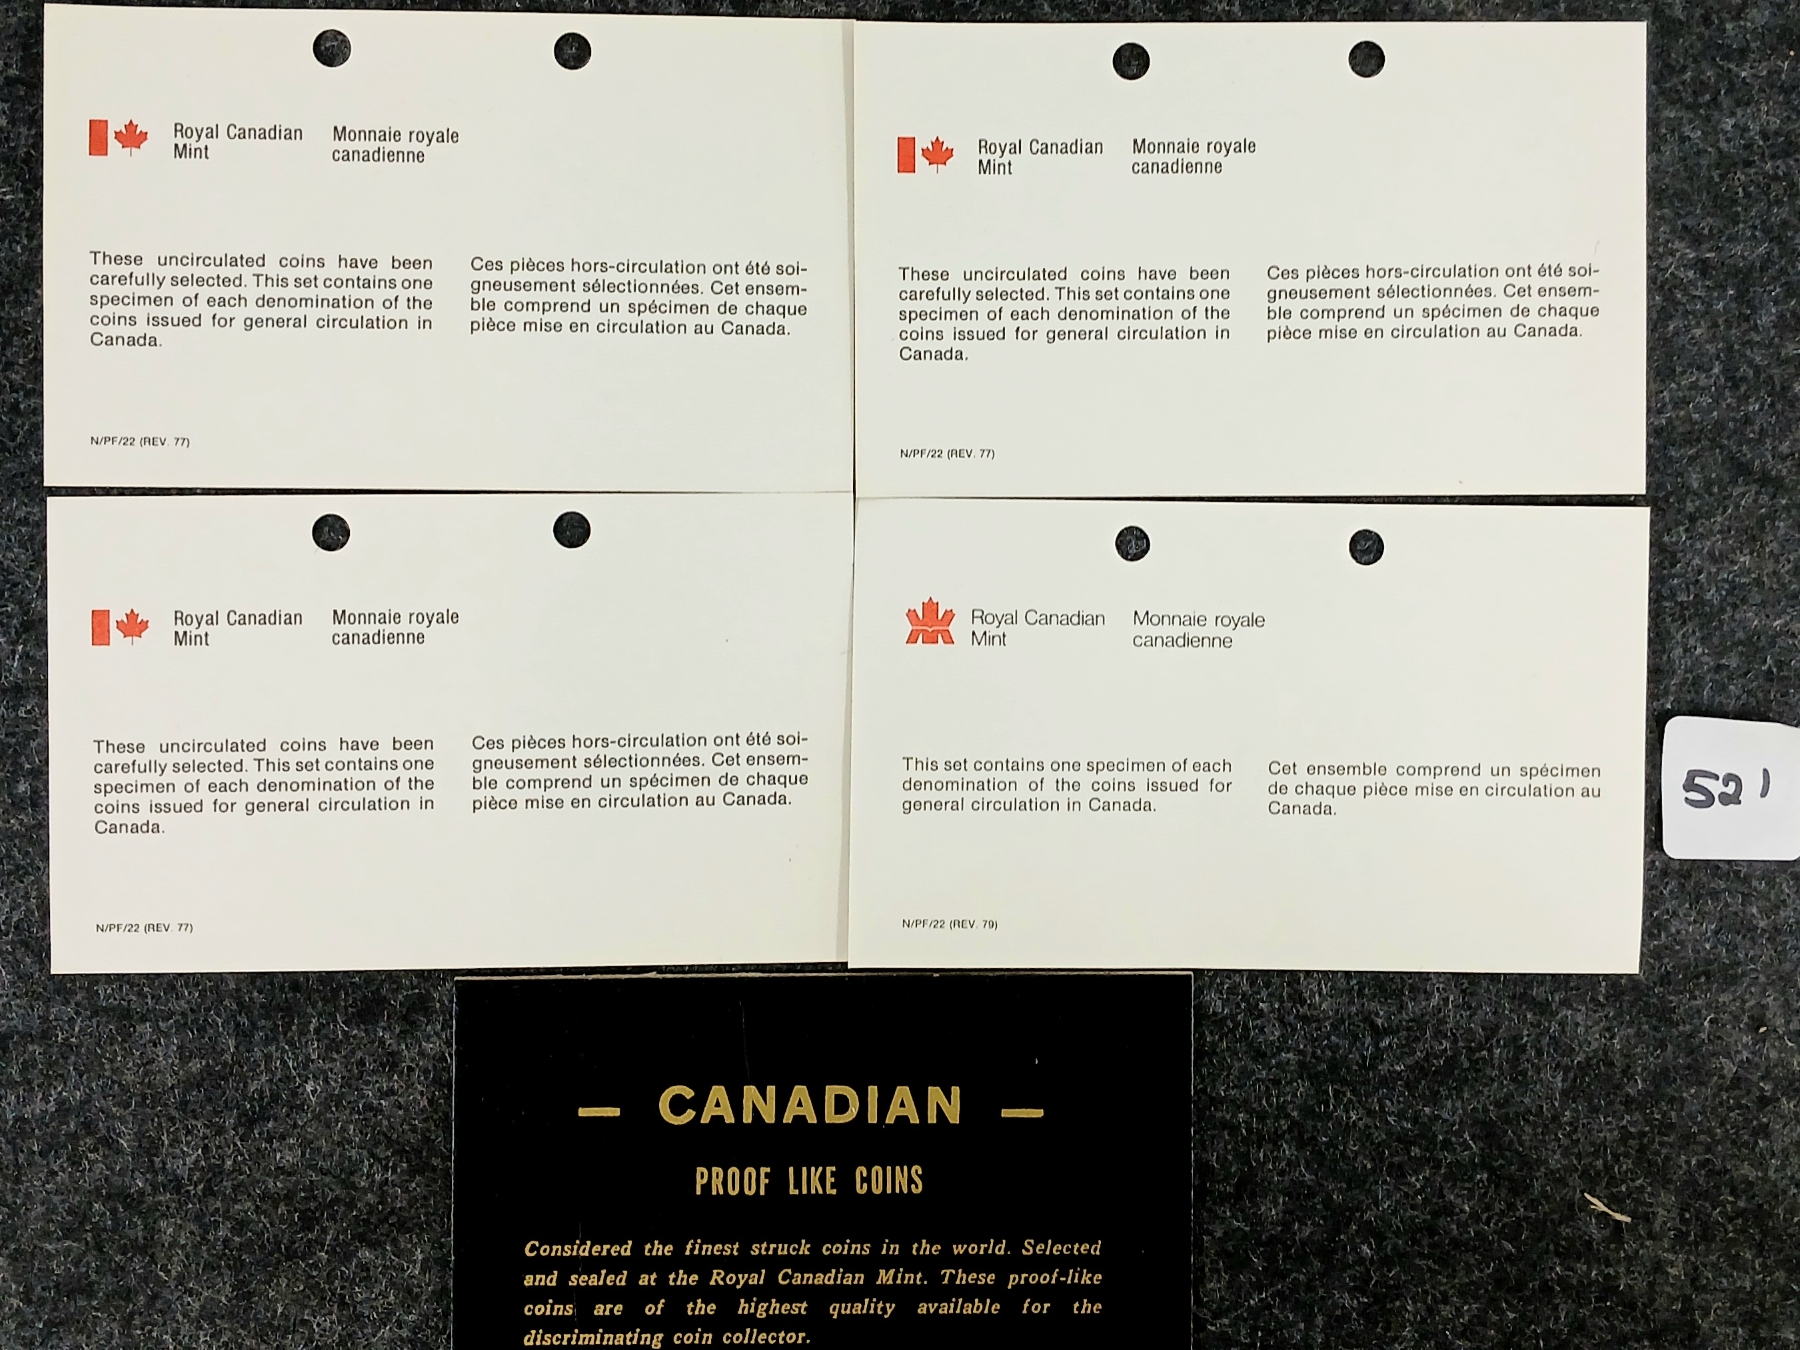 Royal Canadian
Mint
Monnaie royale
canadienne
These uncirculated coins have been
carefully selected. This set contains one
specimen of each denomination of the
coins issued for general circulation in
Canada.
Ces pièces hors-circulation ont été soi-
gneusement sélectionnées. Cet ensem-
ble comprend un spécimen de chaque
pièce mise en circulation au Canada.
N/PF/22 (REV. 77)
Royal Canadian
Mint
Monnaie royale
canadienne
These uncirculated coins have been
carefully selected. This set contains one
specimen of each denomination of the
coins issued for general circulation in
Canada.
Ces pièces hors-circulation ont été soi-
gneusement sélectionnées. Cet ensem-
ble comprend un spécimen de chaque
pièce mise en circulation au Canada.
N/PF/22 (REV. 77)
Royal Canadian
Mint
Monnaie royale
canadienne
These uncirculated coins have been
carefully selected. This set contains one
specimen of each denomination of the
coins issued for general circulation in
Canada.
Ces pièces hors-circulation ont été soi-
gneusement sélectionnées. Cet ensem-
ble comprend un spécimen de chaque
pièce mise en circulation au Canada.
N/PF/22 (REV. 77)
Royal Canadian
Mint
Monnaie royale
canadienne
This set contains one specimen of each
denomination of the coins issued for
general circulation in Canada.
Cet ensemble comprend un spécimen
de chaque pièce mise en circulation au
Canada.
N/PF/22 (REV. 79)
521
— CANADIAN —
PROOF LIKE COINS
Considered the finest struck coins in the world. Selected
and sealed at the Royal Canadian Mint. These proof-like
coins are of the highest quality available for the
discriminating coin collector.